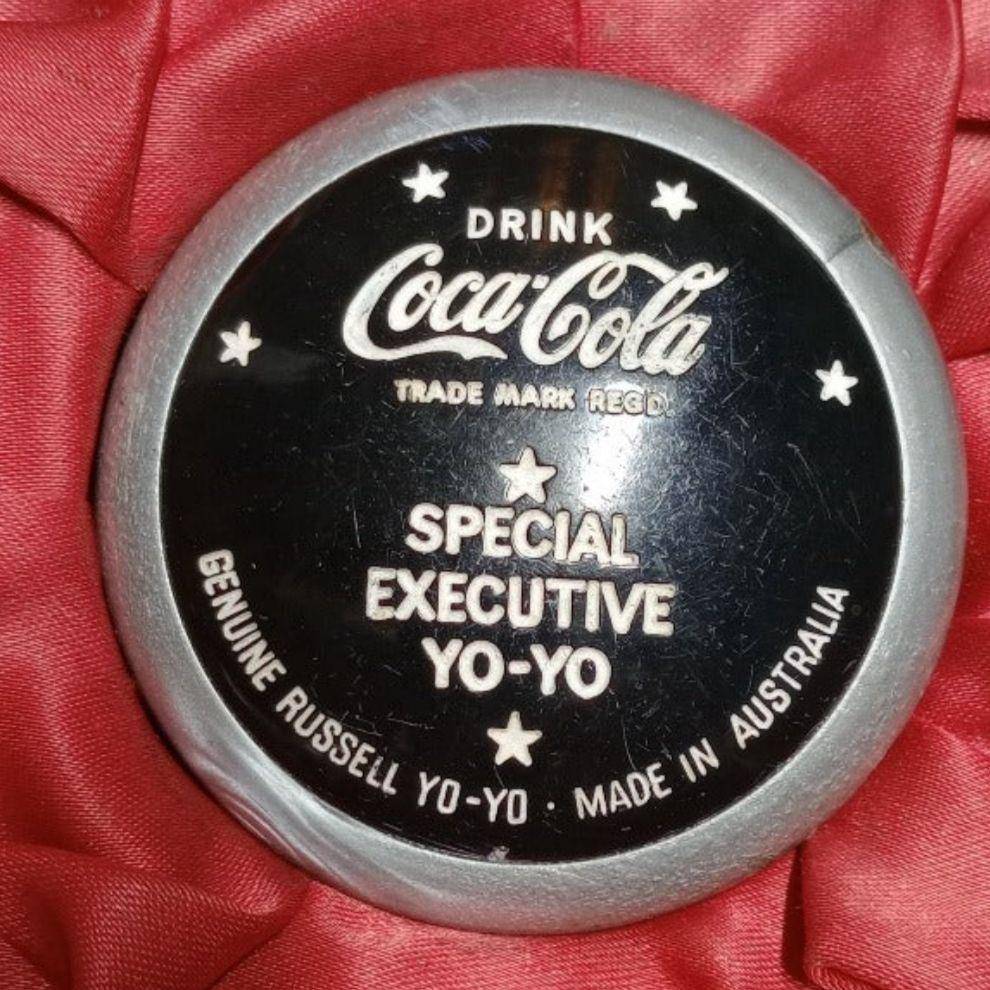 DRINK
Coca-Cola
TRADE MARK REGD.
SPECIAL
EXECUTIVE
YO-YO
GENUINE RUSSELL YO-YO · MADE IN AUSTRALIA